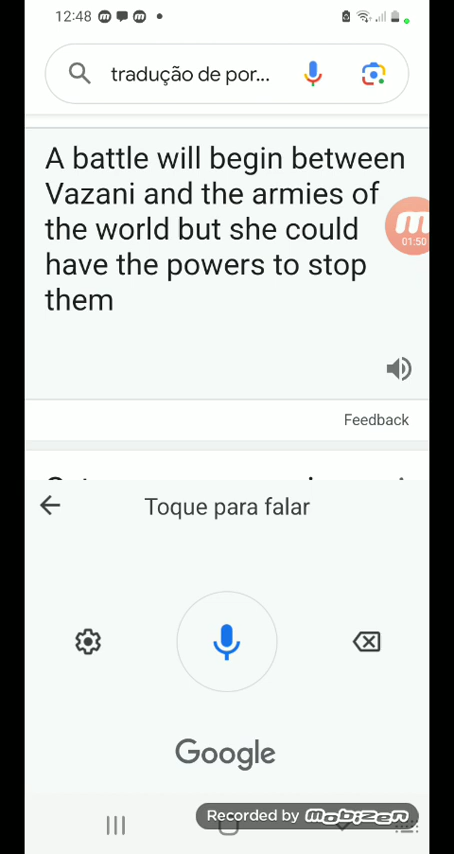 12:48
tradução de por...
A battle will begin between
Vazani and the armies of
the world but she could
have the powers to stop
them
01:50
Feedback
Toque para falar
Google
Recorded by mobizen